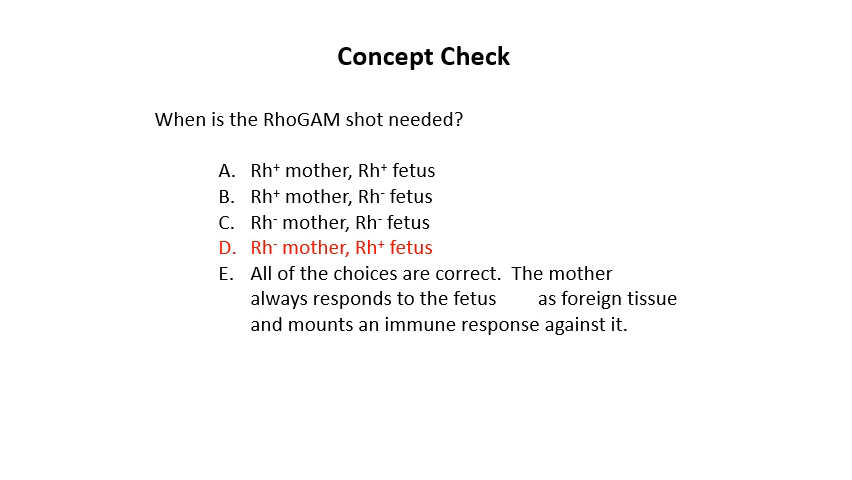 Concept Check
When is the RhoGAM shot needed?
A. Rh⁺ mother, Rh⁺ fetus
B. Rh⁺ mother, Rh⁻ fetus
C. Rh⁻ mother, Rh⁻ fetus
D. Rh⁻ mother, Rh⁺ fetus
E. All of the choices are correct. The mother
always responds to the fetus as foreign tissue
and mounts an immune response against it.